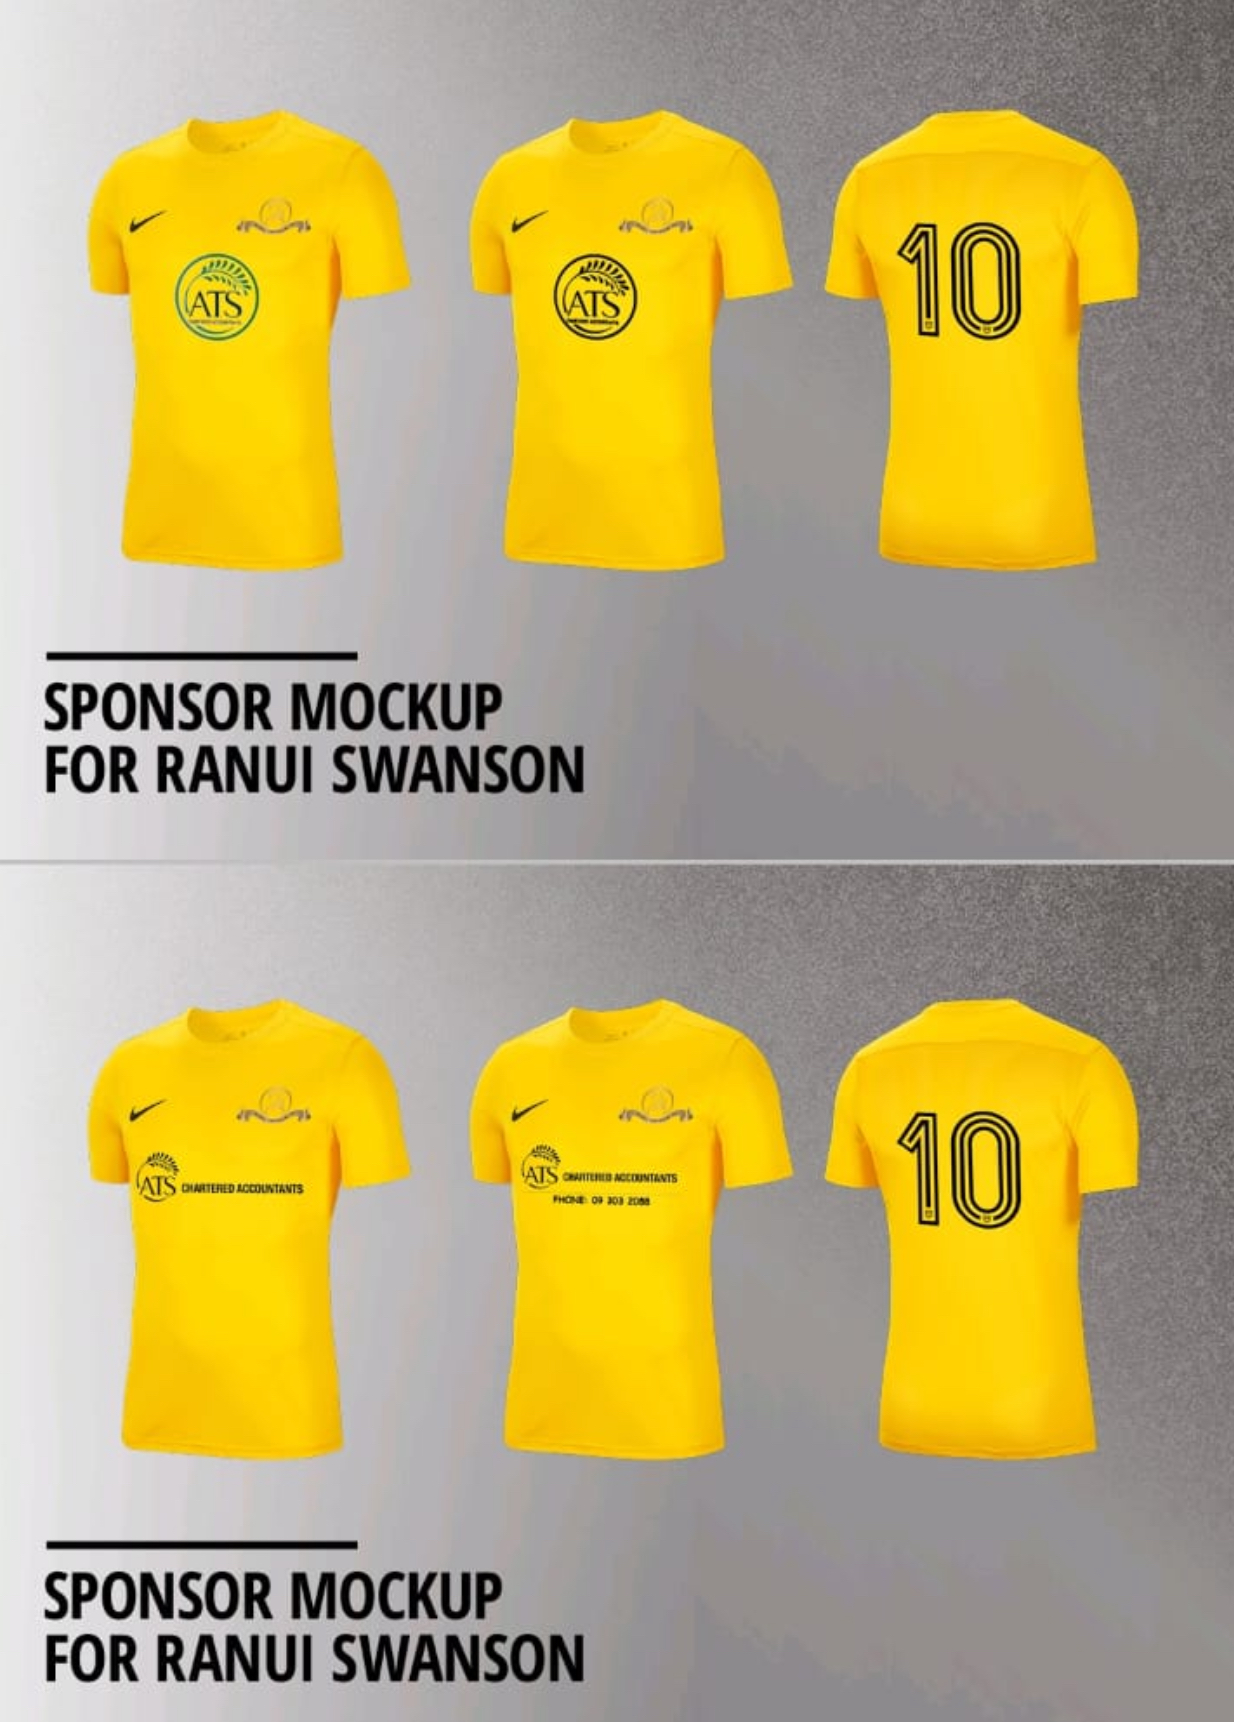 ATS
ATS
10
SPONSOR MOCKUP
FOR RANUI SWANSON
ATS CHARTERED ACCOUNTANTS
ATS CHARTERED ACCOUNTANTS
PHONE: 09 303 2088
10
SPONSOR MOCKUP
FOR RANUI SWANSON